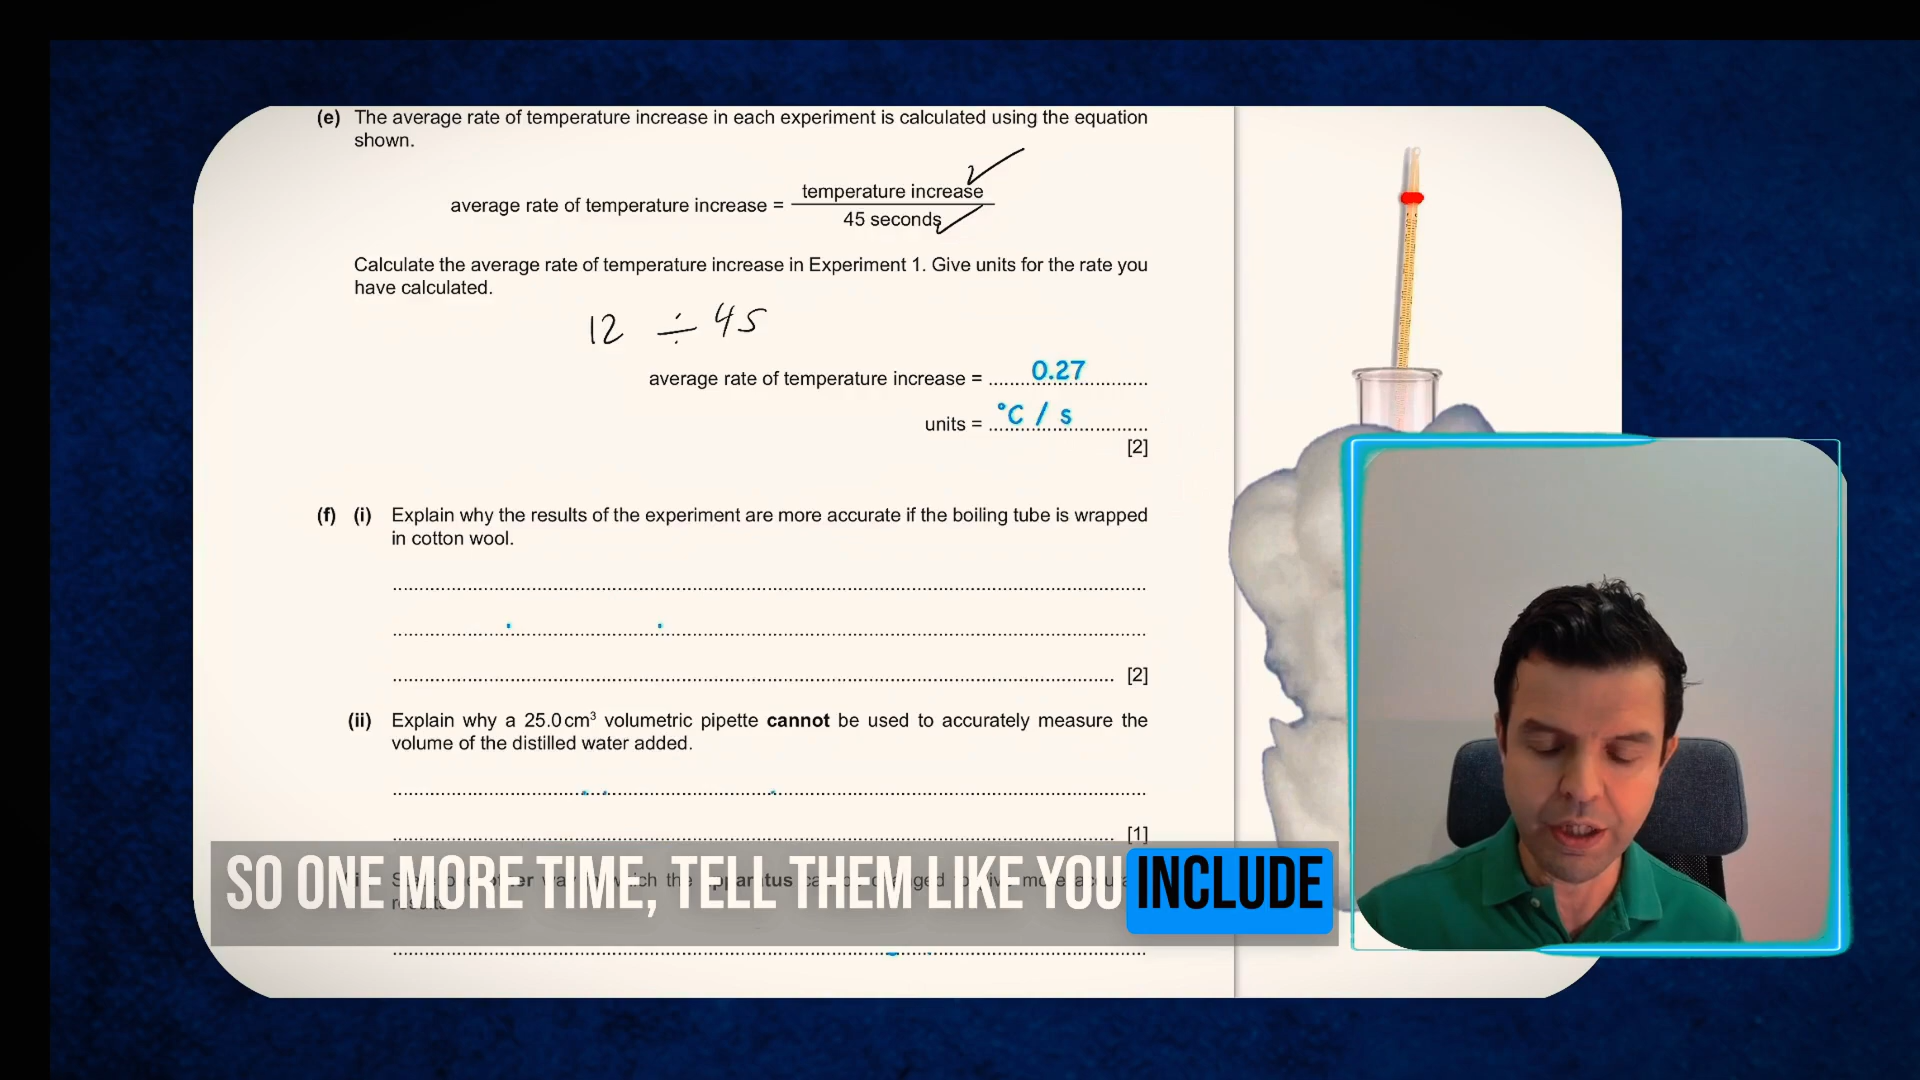 (e) The average rate of temperature increase in each experiment is calculated using the equation
shown.
average rate of temperature increase = temperature increase
45 seconds
Calculate the average rate of temperature increase in Experiment 1. Give units for the rate you
have calculated.
12 ÷ 45
average rate of temperature increase = 0.27
units = °C / s
[2]
(f) (i) Explain why the results of the experiment are more accurate if the boiling tube is wrapped
in cotton wool.
[2]
(ii) Explain why a 25.0 cm³ volumetric pipette cannot be used to accurately measure the
volume of the distilled water added.
[1]
SO ONE MORE TIME, TELL THEM LIKE YOU INCLUDE